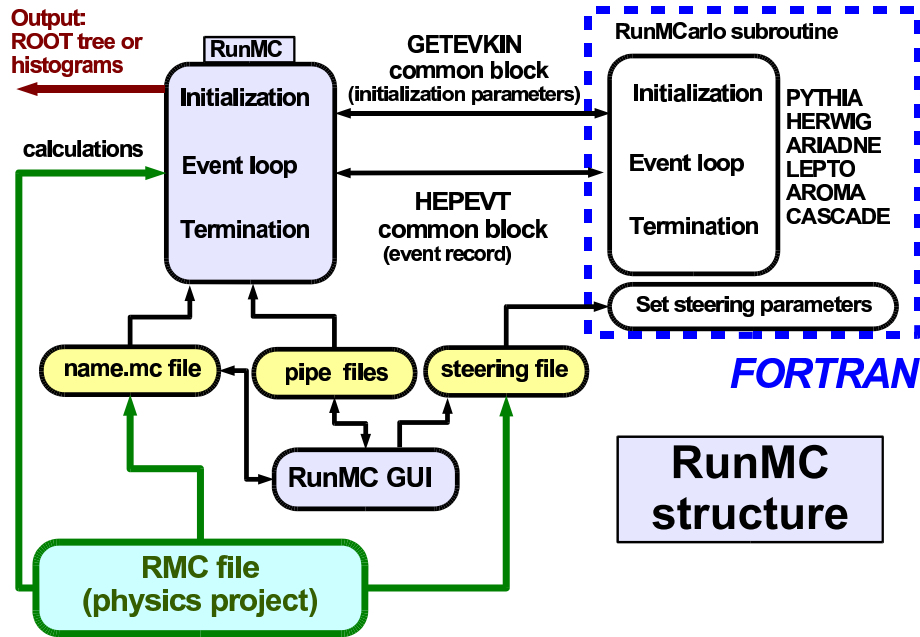 Output:
ROOT tree or
histograms
RunMC
Initialization
Event loop
Termination
calculations
GETEVKIN
common block
(initialization parameters)
HEPEVT
common block
(event record)
RunMCarlo subroutine
Initialization
Event loop
Termination
PYTHIA
HERWIG
ARIADNE
LEPTO
AROMA
CASCADE
Set steering parameters
FORTRAN
name.mc file
pipe files
steering file
RunMC GUI
RunMC
structure
RMC file
(physics project)